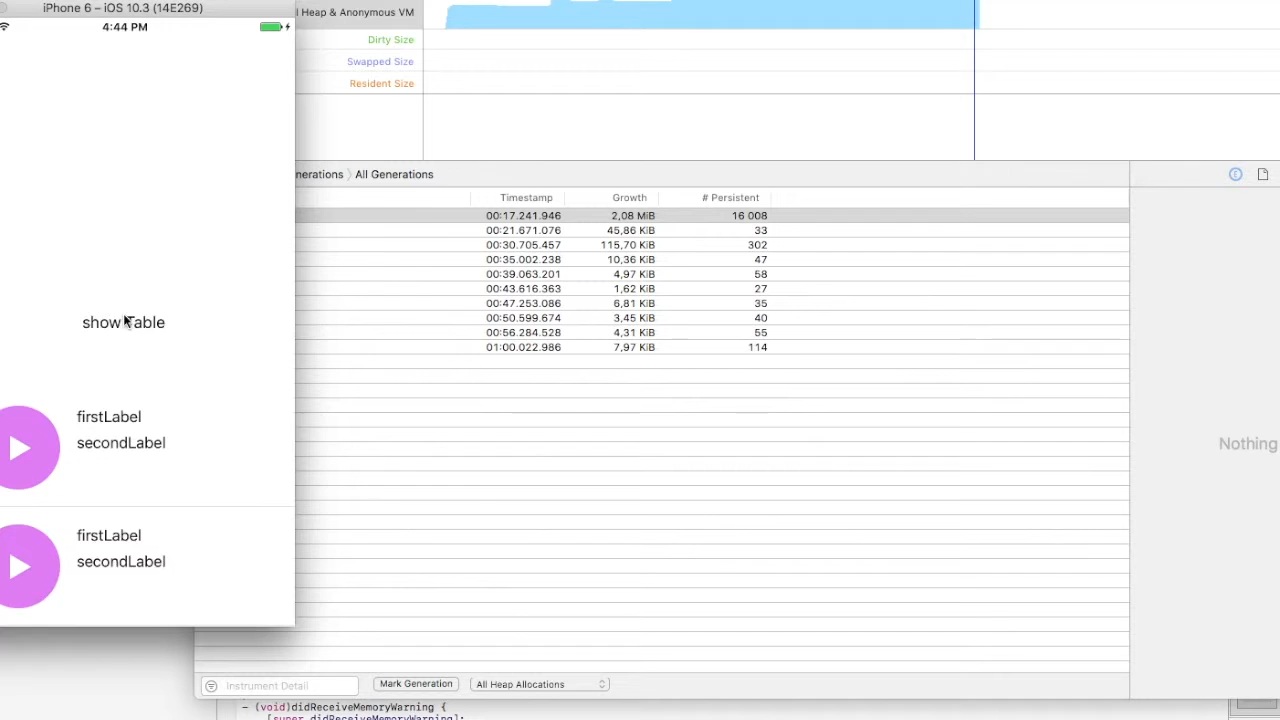 iPhone 6 – iOS 10.3 (14E269)
4:44 PM
show Table
firstLabel
secondLabel
firstLabel
secondLabel
l Heap & Anonymous VM
Dirty Size
Swapped Size
Resident Size
nerations 〉 All Generations
Timestamp Growth # Persistent
00:17.241.946 2,08 MiB 16 008
00:21.671.076 45,86 KiB 33
00:30.705.457 115,70 KiB 302
00:35.002.238 10,36 KiB 47
00:39.063.201 4,97 KiB 58
00:43.616.363 1,62 KiB 27
00:47.253.086 6,81 KiB 35
00:50.599.674 3,45 KiB 40
00:56.284.528 4,31 KiB 55
01:00.022.986 7,97 KiB 114
Nothing
Instrument Detail Mark Generation All Heap Allocations
- (void)didReceiveMemoryWarning {
[super didReceiveMemoryWarning];